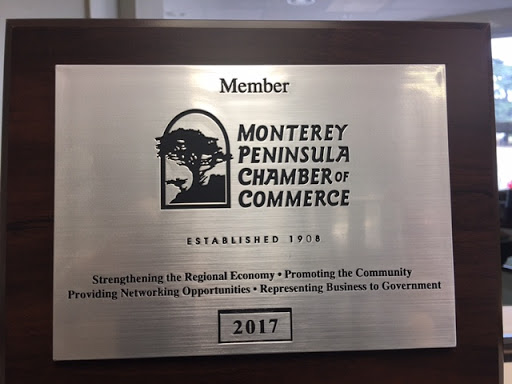 Member
MONTEREY
PENINSULA
CHAMBER OF
COMMERCE
ESTABLISHED 1908
Strengthening the Regional Economy • Promoting the Community
Providing Networking Opportunities • Representing Business to Government
2017